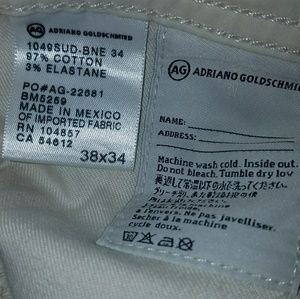 AG ADRIANO GOLDSCHMIED
1049SUD-BNE 34
97% COTTON
3% ELASTANE
PO#AG-22681
BM5259
MADE IN MEXICO
OF IMPORTED FABRIC
RN 104857
CA 54612
38x34
AG ADRIANO GOLDSCHMIED
NAME:
ADDRESS:
Machine wash cold. Inside out.
Do not bleach. Tumble dry low
l'envers. Ne pas javelliser.
Sécher à la machine
cycle doux.